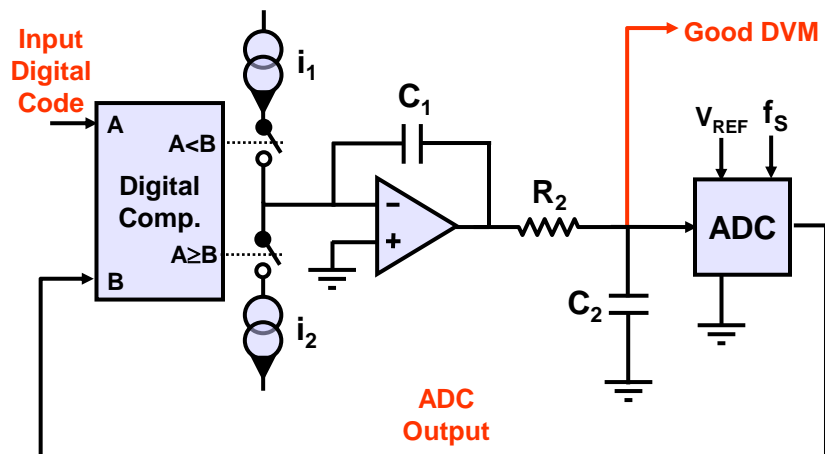 Input
Digital
Code
A
A<B
Digital
Comp.
A≥B
B
i1
i2
C1
−
+
R2
C2
Good DVM
VREF
fS
ADC
ADC
Output